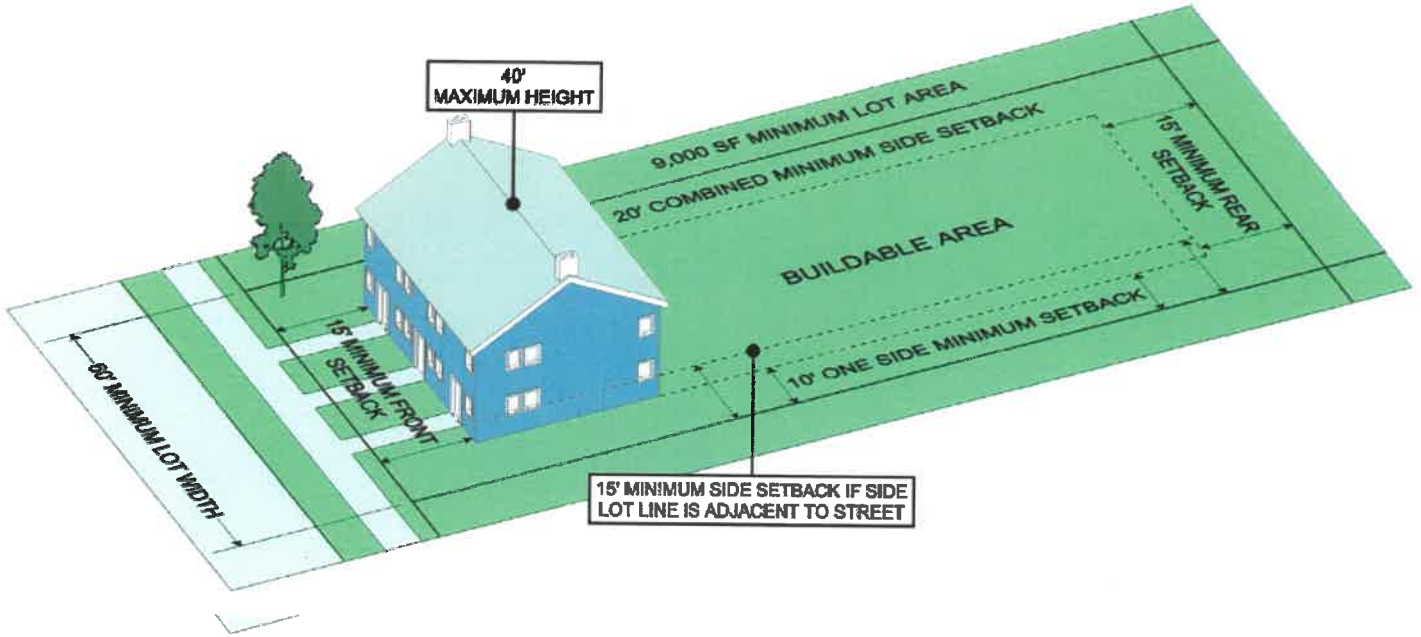 40'
MAXIMUM HEIGHT
9,000 SF MINIMUM LOT AREA
20' COMBINED MINIMUM SIDE SETBACK
15' MINIMUM REAR
SETBACK
BUILDABLE AREA
15' MINIMUM FRONT
SETBACK
10' ONE SIDE MINIMUM SETBACK
60' MINIMUM LOT WIDTH
15' MINIMUM SIDE SETBACK IF SIDE
LOT LINE IS ADJACENT TO STREET